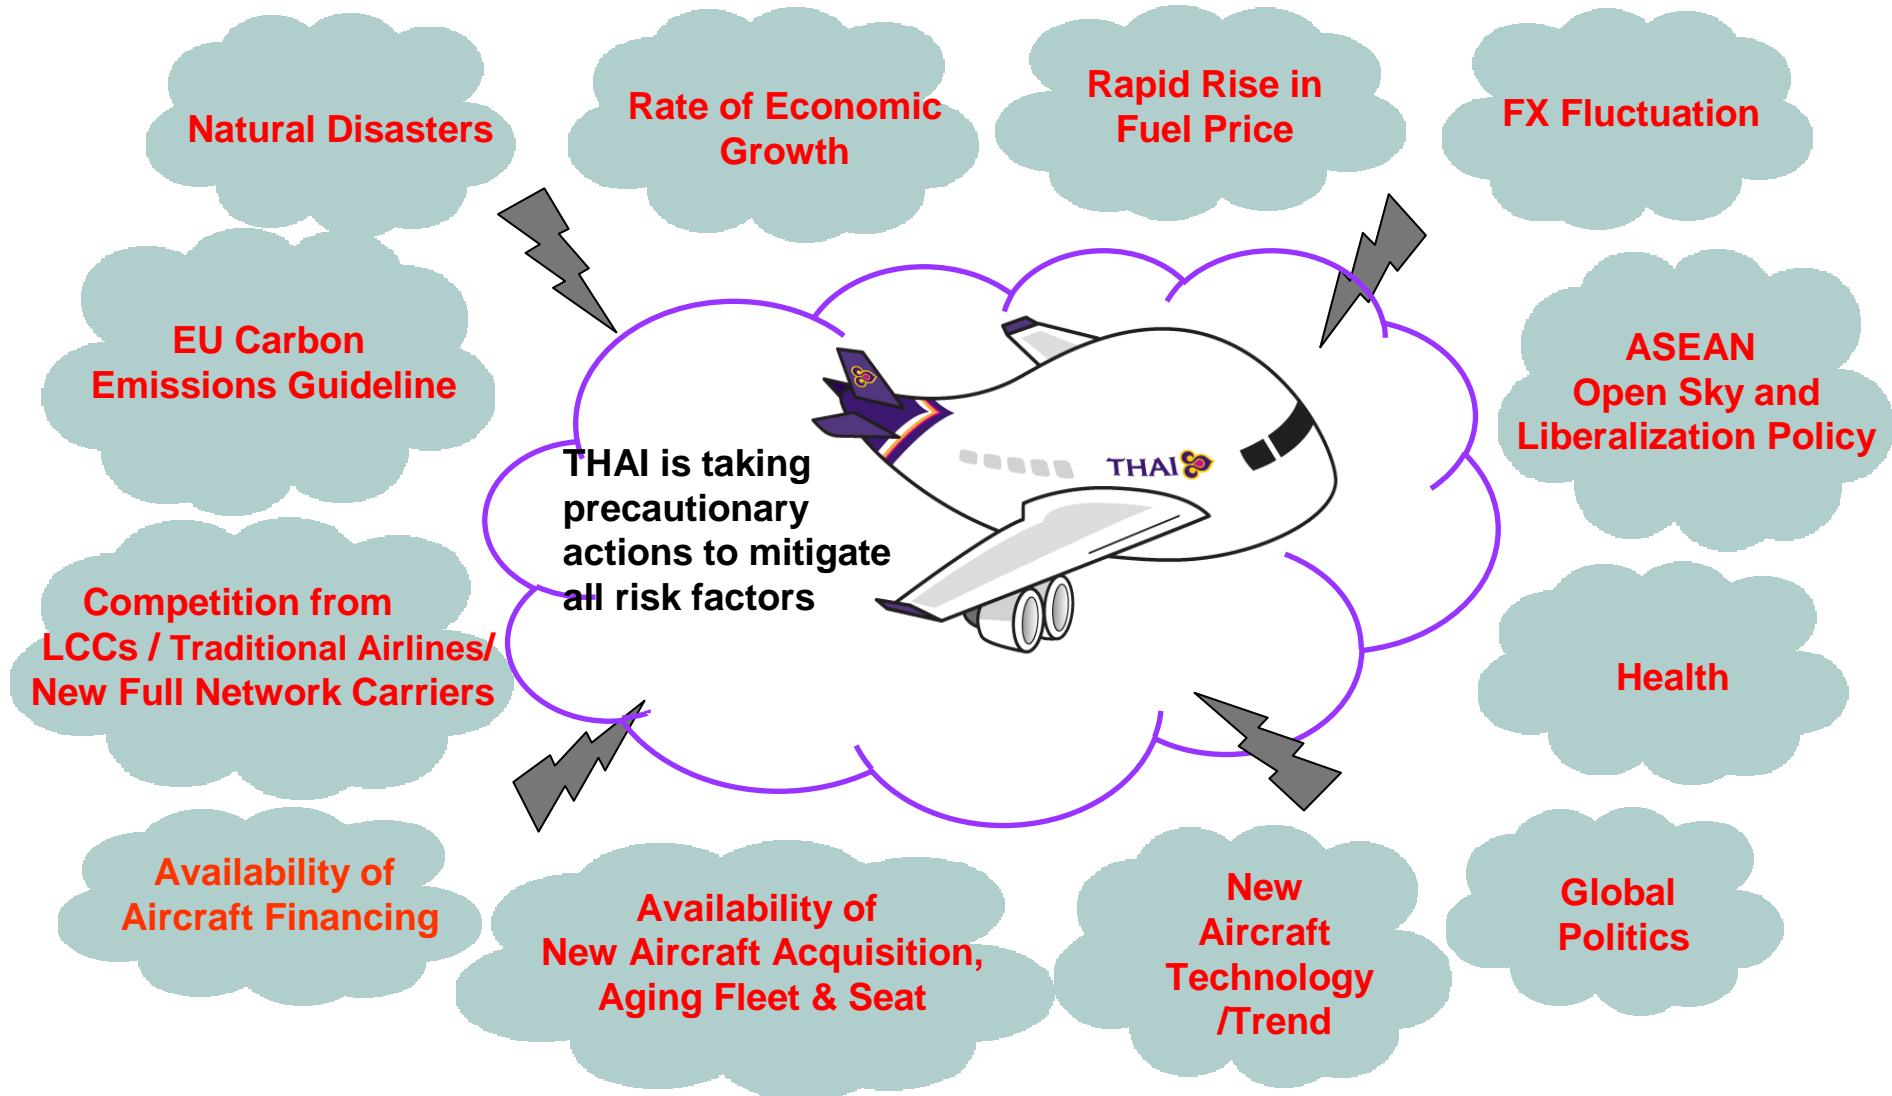 Natural Disasters
Rate of Economic
Growth
Rapid Rise in
Fuel Price
FX Fluctuation
EU Carbon
Emissions Guideline
ASEAN
Open Sky and
Liberalization Policy
THAI is taking
precautionary
actions to mitigate
all risk factors
THAI
Competition from
LCCs / Traditional Airlines/
New Full Network Carriers
Health
Availability of
Aircraft Financing
Availability of
New Aircraft Acquisition,
Aging Fleet & Seat
New
Aircraft
Technology
/Trend
Global
Politics